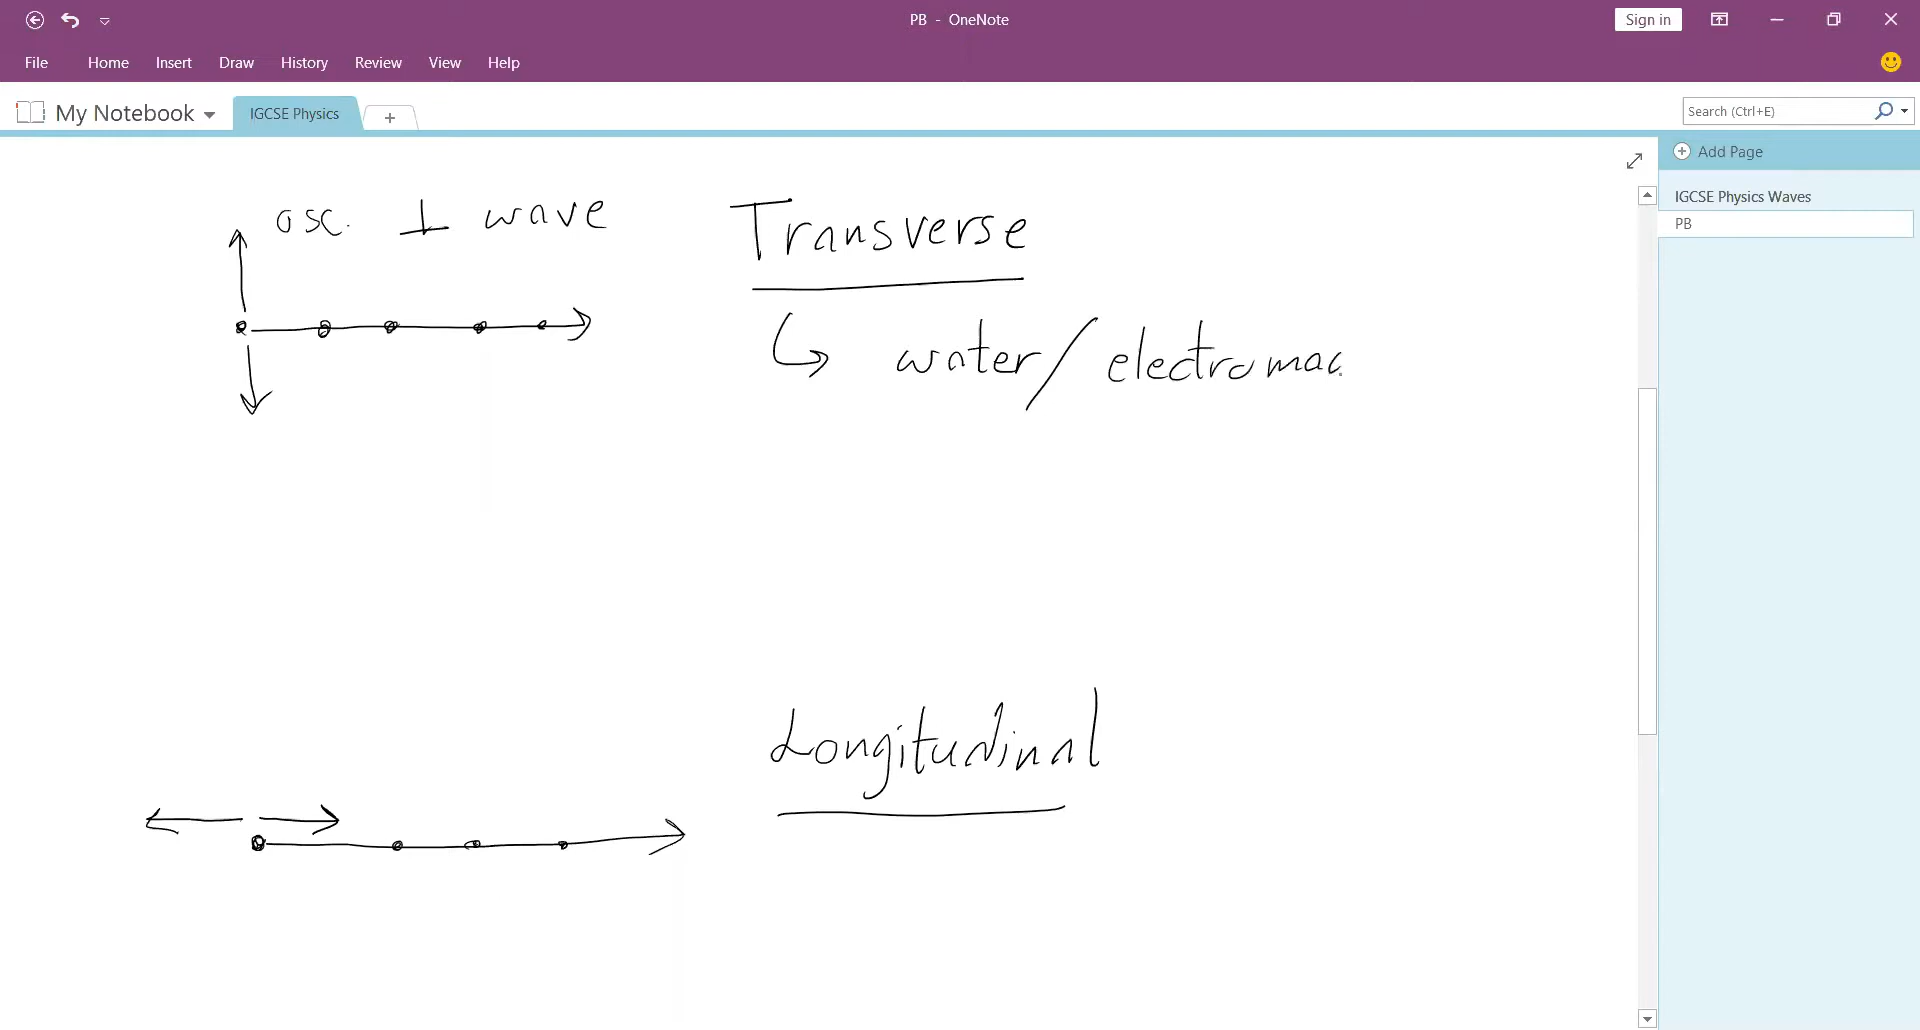 PB - OneNote
Sign in
File Home Insert Draw History Review View Help
My Notebook
IGCSE Physics
Search (Ctrl+E)
Add Page
IGCSE Physics Waves
PB
osc. ⊥ wave
Transverse
water/electromac
Longitudinal